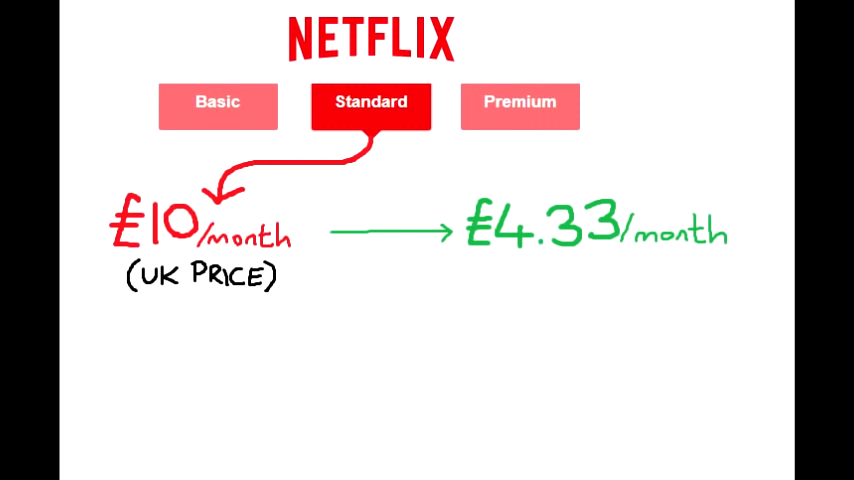 NETFLIX
Basic Standard Premium
£10/month £4.33/month
(UK PRICE)